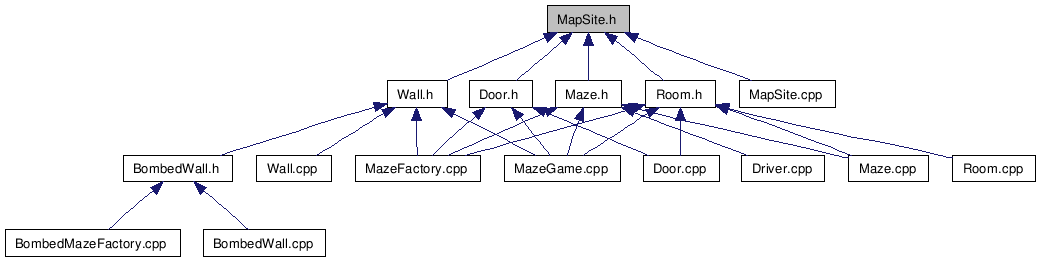 MapSite.h
Wall.h
Door.h
Maze.h
Room.h
MapSite.cpp
BombedWall.h
Wall.cpp
MazeFactory.cpp
MazeGame.cpp
Door.cpp
Driver.cpp
Maze.cpp
Room.cpp
BombedMazeFactory.cpp
BombedWall.cpp